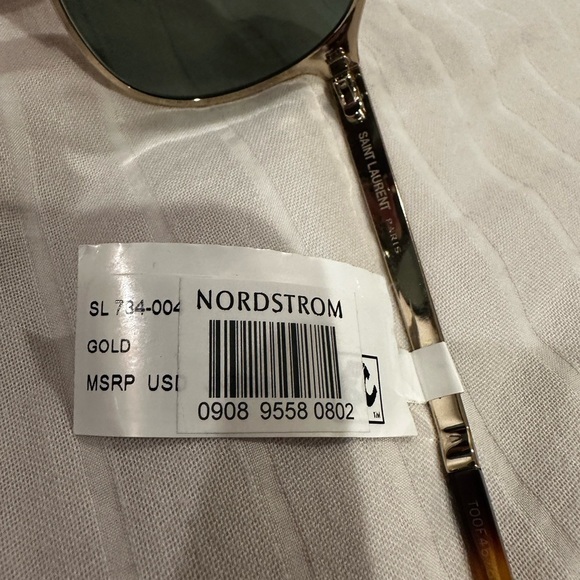 SAINT LAURENT PARIS
SL 734-004
GOLD
MSRP USD
NORDSTROM
0908 9558 0802